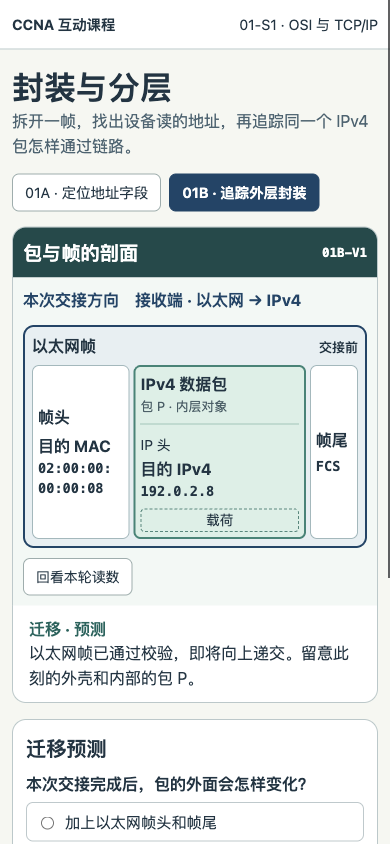 CCNA 互动课程
01-S1 · OSI 与 TCP/IP
封装与分层
拆开一帧，找出设备读的地址，再追踪同一个 IPv4
包怎样通过链路。
01A · 定位地址字段
01B · 追踪外层封装
包与帧的剖面
01B-V1
本次交接方向 接收端 · 以太网 → IPv4
以太网帧
交接前
帧头
目的 MAC
02:00:00:
00:00:08
IPv4 数据包
包 P · 内层对象
IP 头
目的 IPv4
192.0.2.8
载荷
帧尾
FCS
回看本轮读数
迁移 · 预测
以太网帧已通过校验，即将向上递交。留意此
刻的外壳和内部的包 P。
迁移预测
本次交接完成后，包的外面会怎样变化？
加上以太网帧头和帧尾